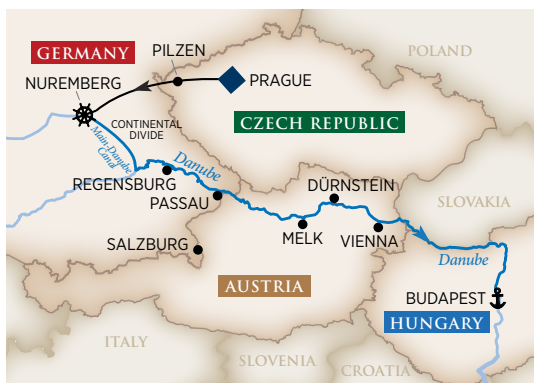 POLAND
GERMANY
PILZEN
NUREMBERG
PRAGUE
CONTINENTAL
DIVIDE
CZECH REPUBLIC
Main-Danube
Canal
Danube
REGENSBURG
PASSAU
DÜRNSTEIN
SLOVAKIA
SALZBURG
MELK
VIENNA
Danube
AUSTRIA
BUDAPEST
HUNGARY
ITALY
SLOVENIA
CROATIA